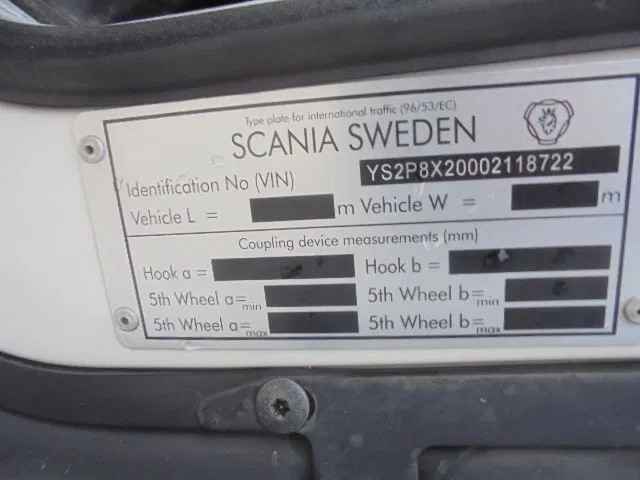 Type plate for international traffic (96/53/EC)
SCANIA SWEDEN
Identification No (VIN) YS2P8X20002118722
Vehicle L = m Vehicle W = m
Coupling device measurements (mm)
Hook a = Hook b =
5th Wheel a=min 5th Wheel b=min
5th Wheel a=max 5th Wheel b=max